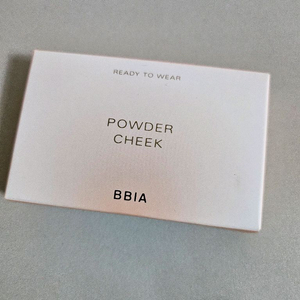 READY TO WEAR
POWDER
CHEEK
BBIA